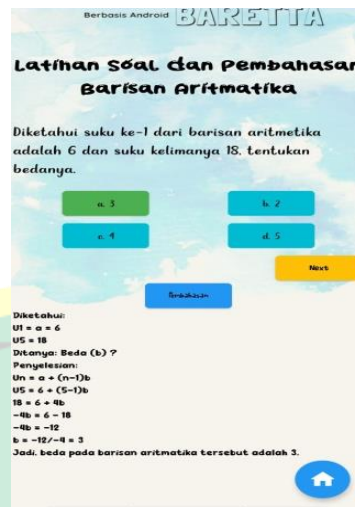 Berbasis Android BARETTA
Latihan Soal dan Pembahasan
Barisan Aritmatika
Diketahui suku ke-1 dari barisan aritmetika
adalah 6 dan suku kelimanya 18, tentukan
bedanya.
a. 3
b. 2
c. 4
d. 5
Next
Pembahasan
Diketahui:
U1 = a = 6
U5 = 18
Ditanya: Beda (b) ?
Penyelesian:
Un = a + (n-1)b
U5 = 6 + (5-1)b
18 = 6 + 4b
-4b = 6 - 18
-4b = -12
b = -12/-4 = 3
Jadi, beda pada barisan aritmatika tersebut adalah 3.